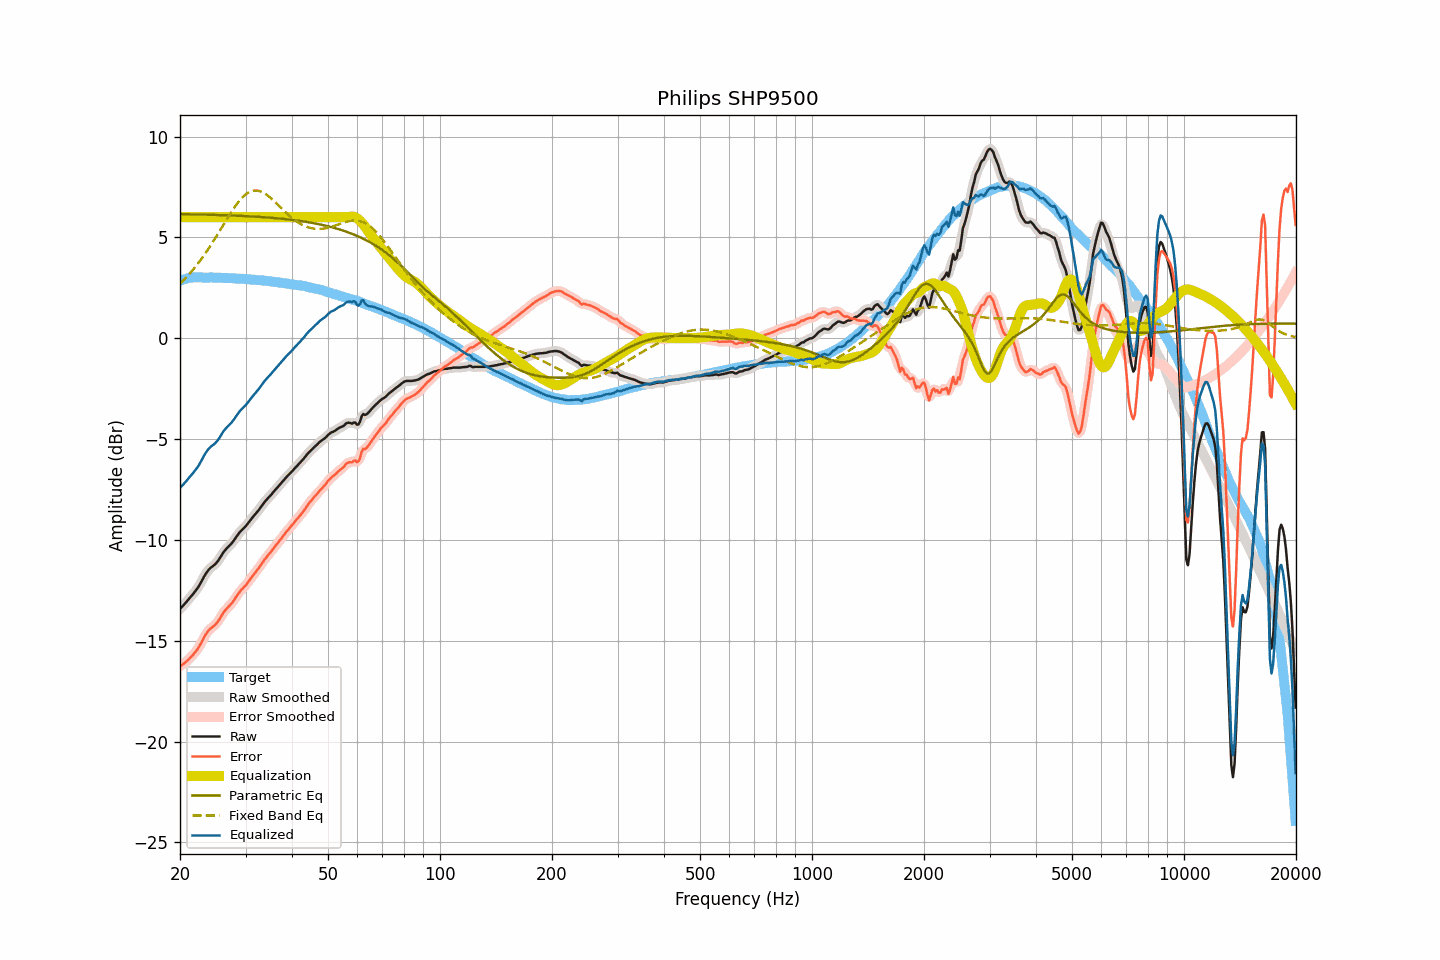 Philips SHP9500
10
5
0
−5
−10
−15
−20
−25
Amplitude (dBr)
Target
Raw Smoothed
Error Smoothed
Raw
Error
Equalization
Parametric Eq
Fixed Band Eq
Equalized
20 50 100 200 500 1000 2000 5000 10000 20000
Frequency (Hz)